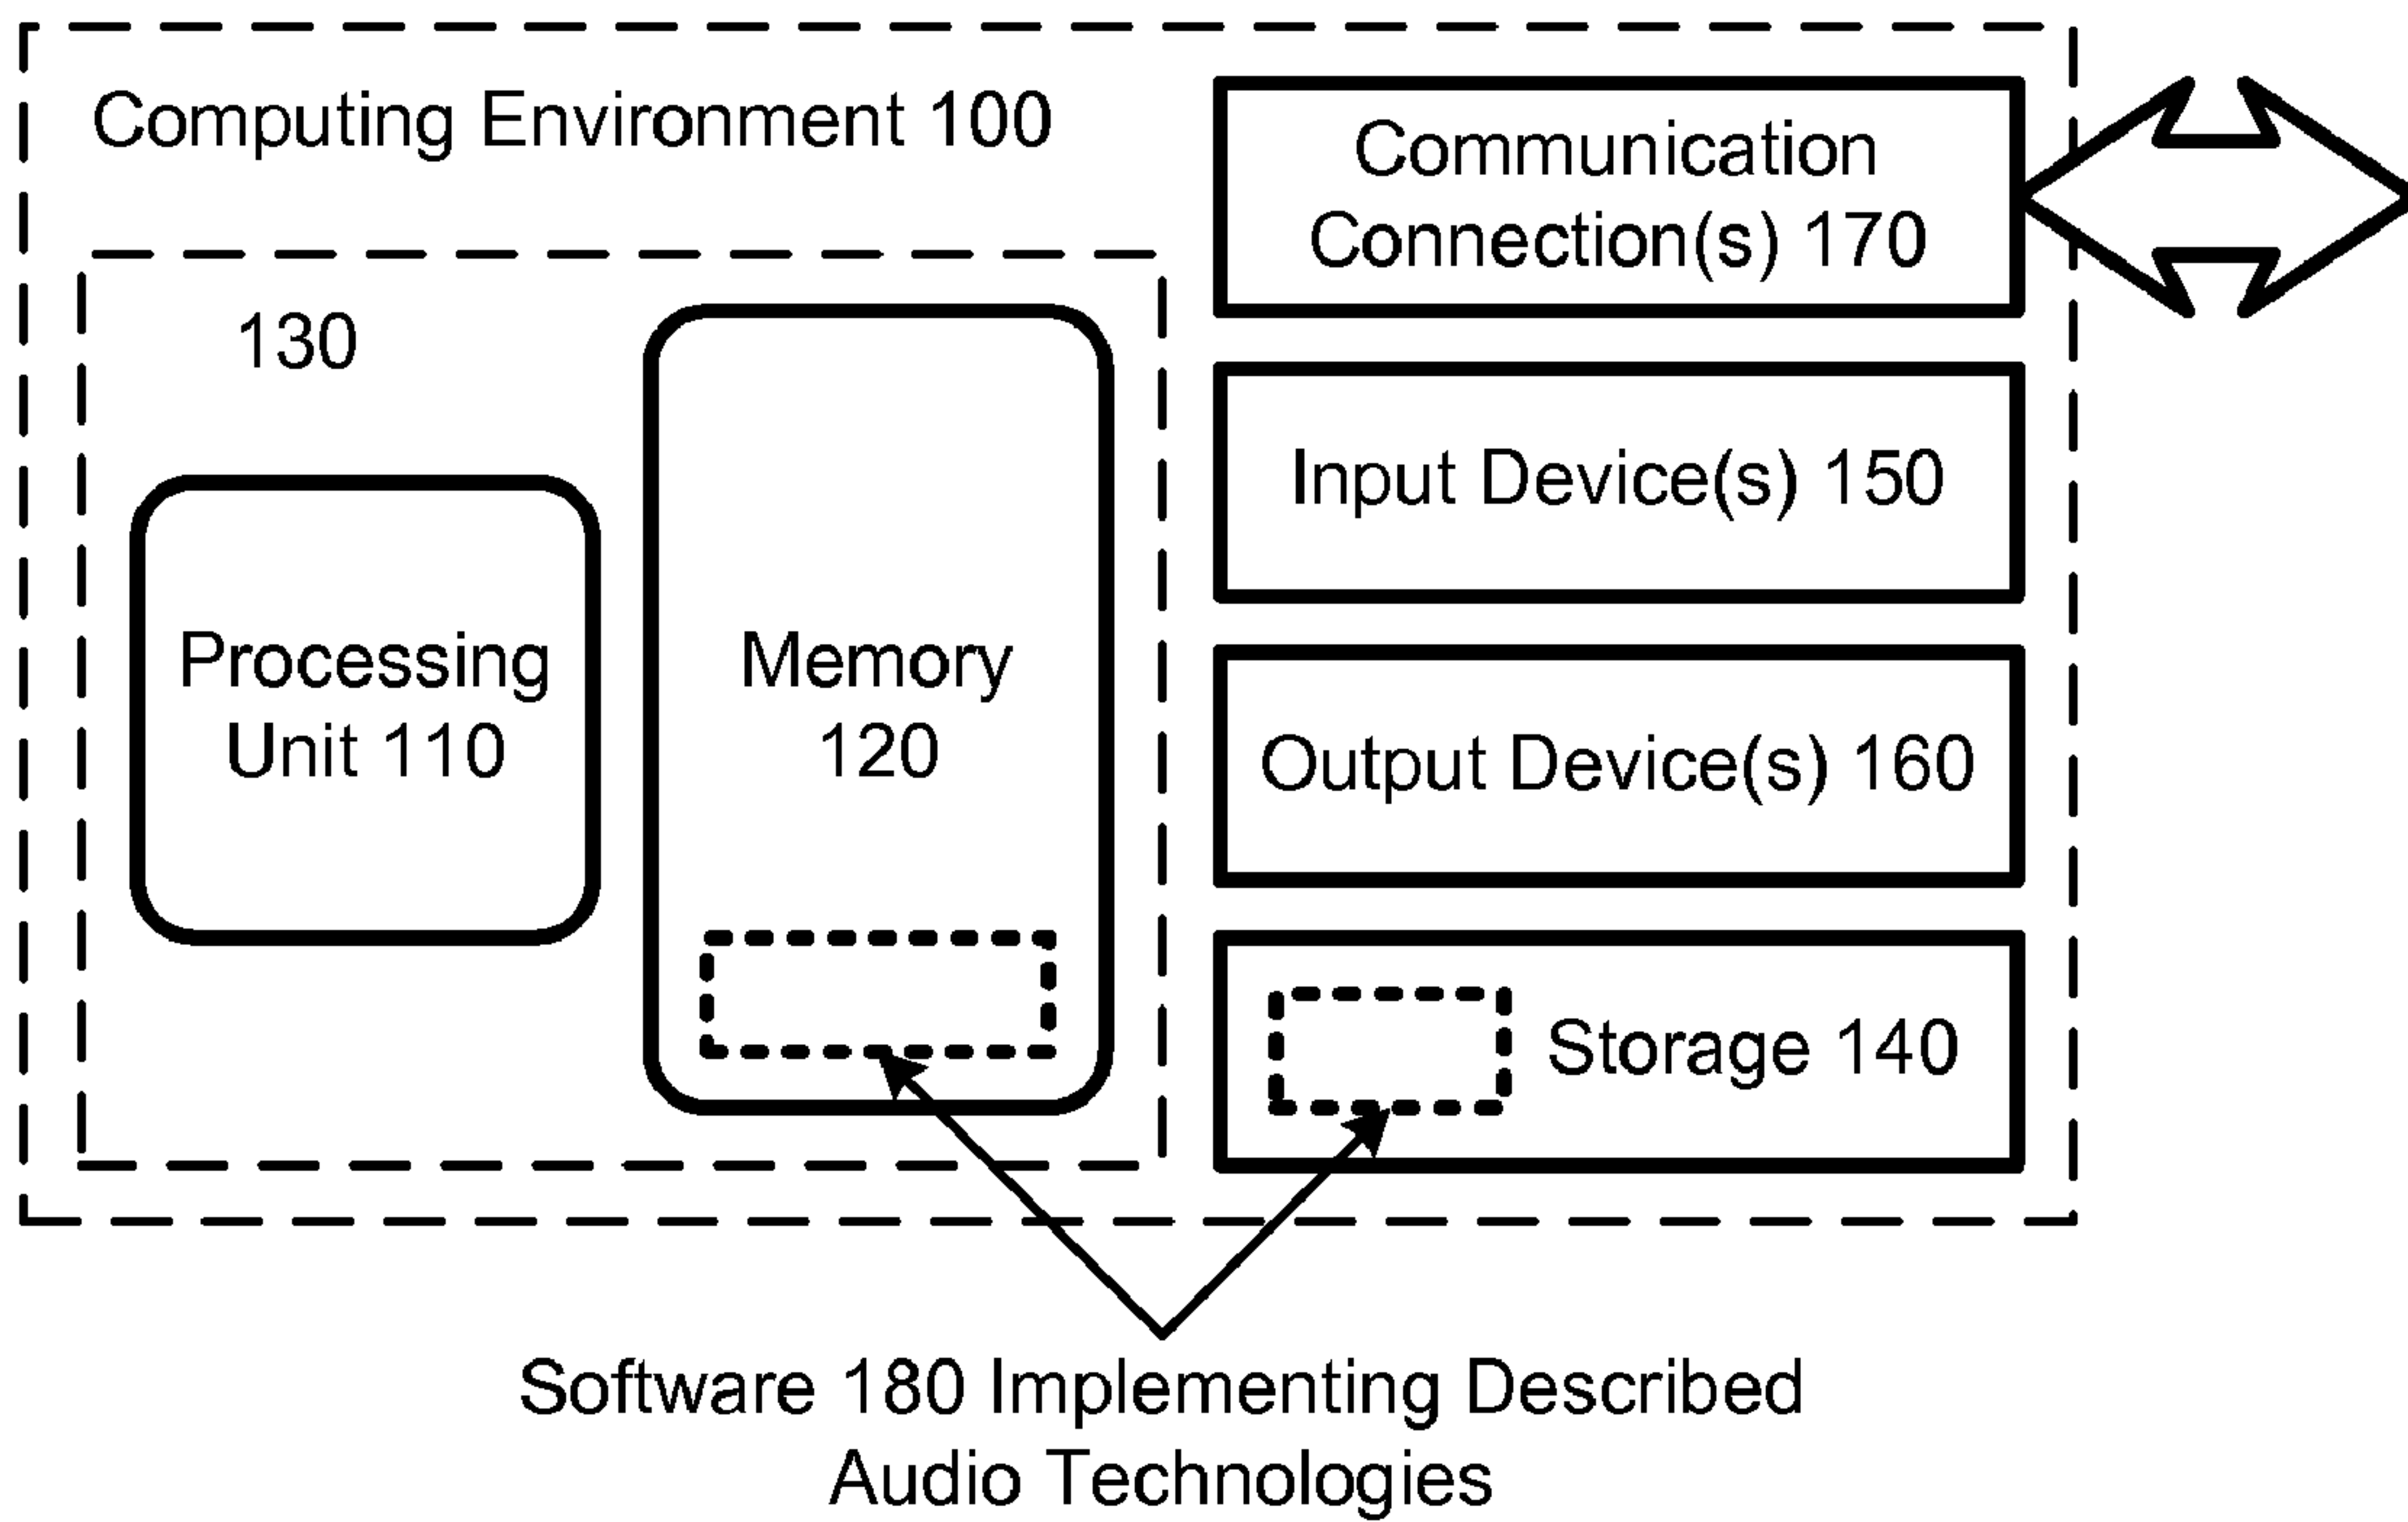 Computing Environment 100
Communication
Connection(s) 170
130
Input Device(s) 150
Processing
Unit 110
Memory
120
Output Device(s) 160
Storage 140
Software 180 Implementing Described
Audio Technologies